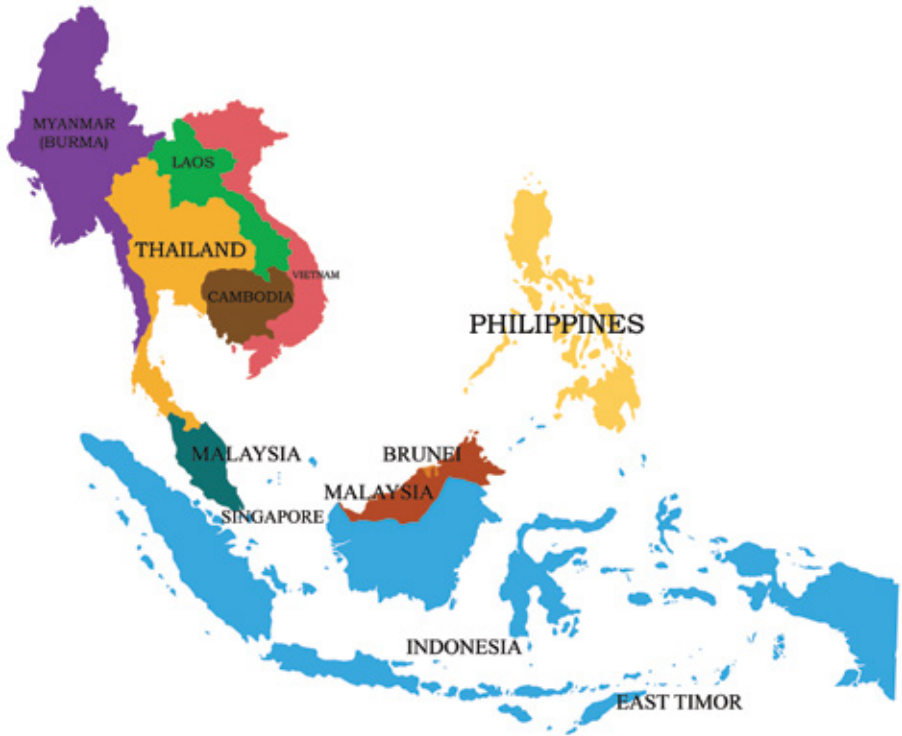 MYANMAR
(BURMA)
LAOS
THAILAND
VIETNAM
CAMBODIA
PHILIPPINES
MALAYSIA
BRUNEI
MALAYSIA
SINGAPORE
INDONESIA
EAST TIMOR